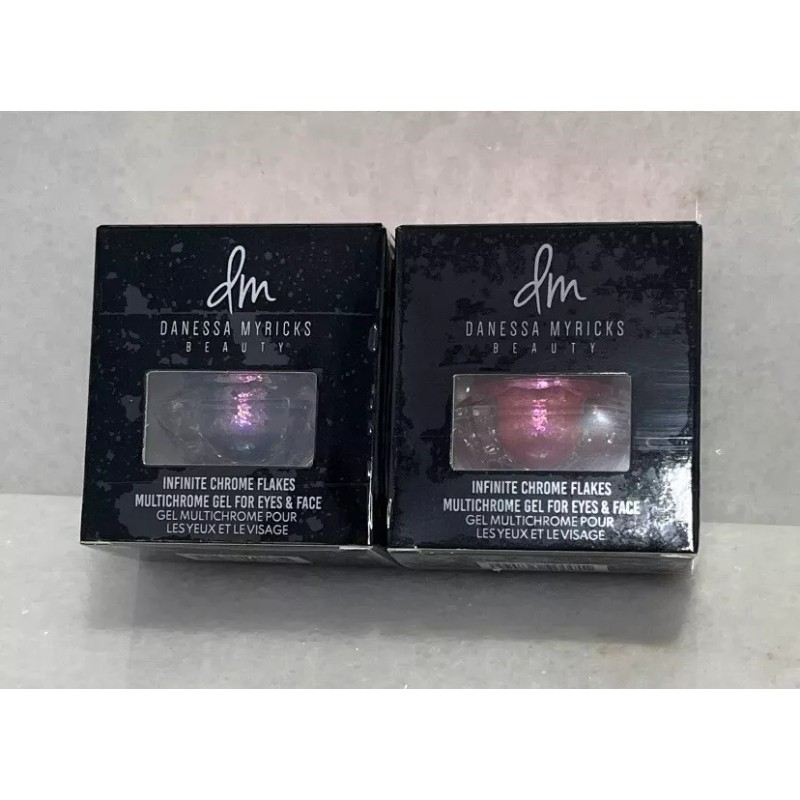 dm
DANESSA MYRICKS
BEAUTY
INFINITE CHROME FLAKES
MULTICHROME GEL FOR EYES & FACE
GEL MULTICHROME POUR
LES YEUX ET LE VISAGE
dm
DANESSA MYRICKS
BEAUTY
INFINITE CHROME FLAKES
MULTICHROME GEL FOR EYES & FACE
GEL MULTICHROME POUR
LES YEUX ET LE VISAGE